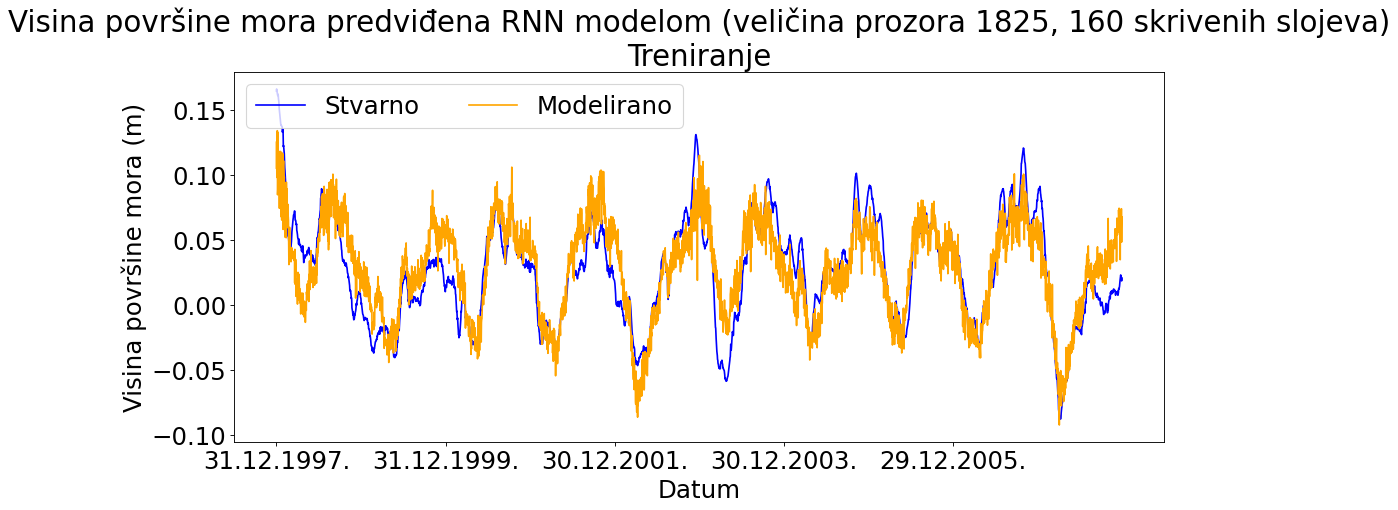 Visina površine mora predviđena RNN modelom (veličina prozora 1825, 160 skrivenih slojeva)
Treniranje
Stvarno
Modelirano
Visina površine mora (m)
0.15
0.10
0.05
0.00
−0.05
−0.10
31.12.1997.
31.12.1999.
30.12.2001.
30.12.2003.
29.12.2005.
Datum